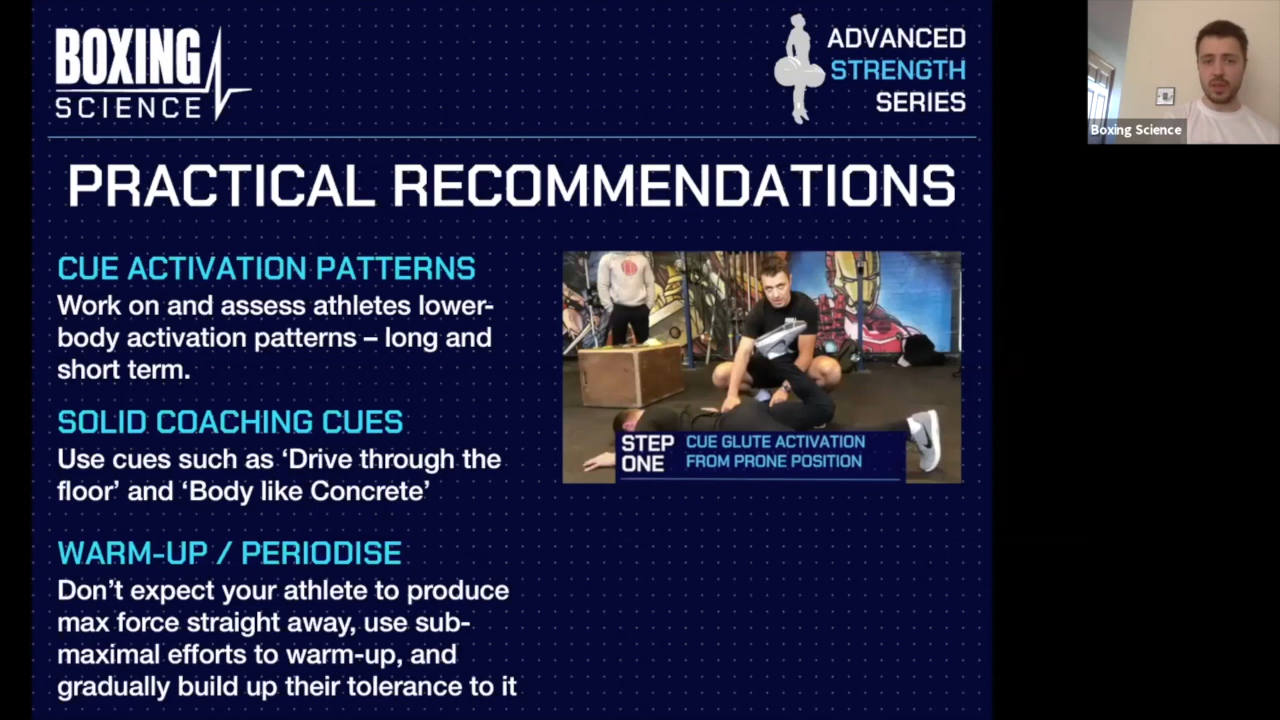 BOXING
SCIENCE
ADVANCED
STRENGTH
SERIES
Boxing Science
PRACTICAL RECOMMENDATIONS
CUE ACTIVATION PATTERNS
Work on and assess athletes lower-
body activation patterns – long and
short term.
SOLID COACHING CUES
Use cues such as ‘Drive through the
floor’ and ‘Body like Concrete’
WARM-UP / PERIODISE
Don’t expect your athlete to produce
max force straight away, use sub-
maximal efforts to warm-up, and
gradually build up their tolerance to it
STEP
ONE
CUE GLUTE ACTIVATION
FROM PRONE POSITION